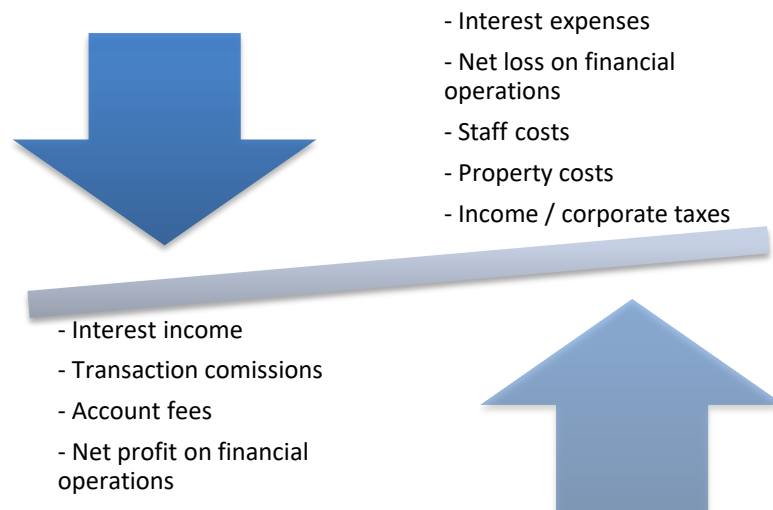 - Interest expenses
- Net loss on financial
operations
- Staff costs
- Property costs
- Income / corporate taxes
- Interest income
- Transaction comissions
- Account fees
- Net profit on financial
operations